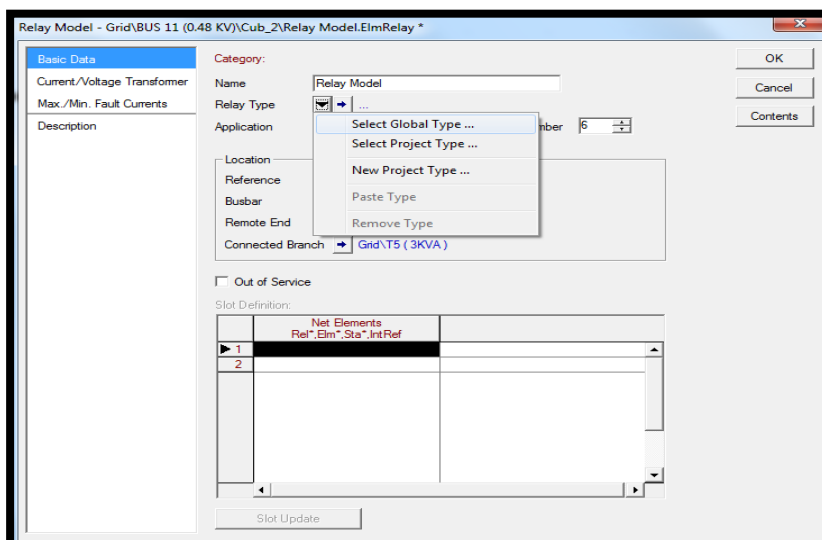 Relay Model - Grid\BUS 11 (0.48 KV)\Cub_2\Relay Model.ElmRelay *
Basic Data
Current/Voltage Transformer
Max./Min. Fault Currents
Description
Category:
Name Relay Model
Relay Type ...
Application mber 6
Select Global Type ...
Select Project Type ...
New Project Type ...
Paste Type
Remove Type
Location
Reference
Busbar
Remote End
Connected Branch Grid\T5 ( 3KVA )
Out of Service
Slot Definition:
Net Elements
Rel*,Elm*,Sta*,IntRef
1
2
Slot Update
OK
Cancel
Contents